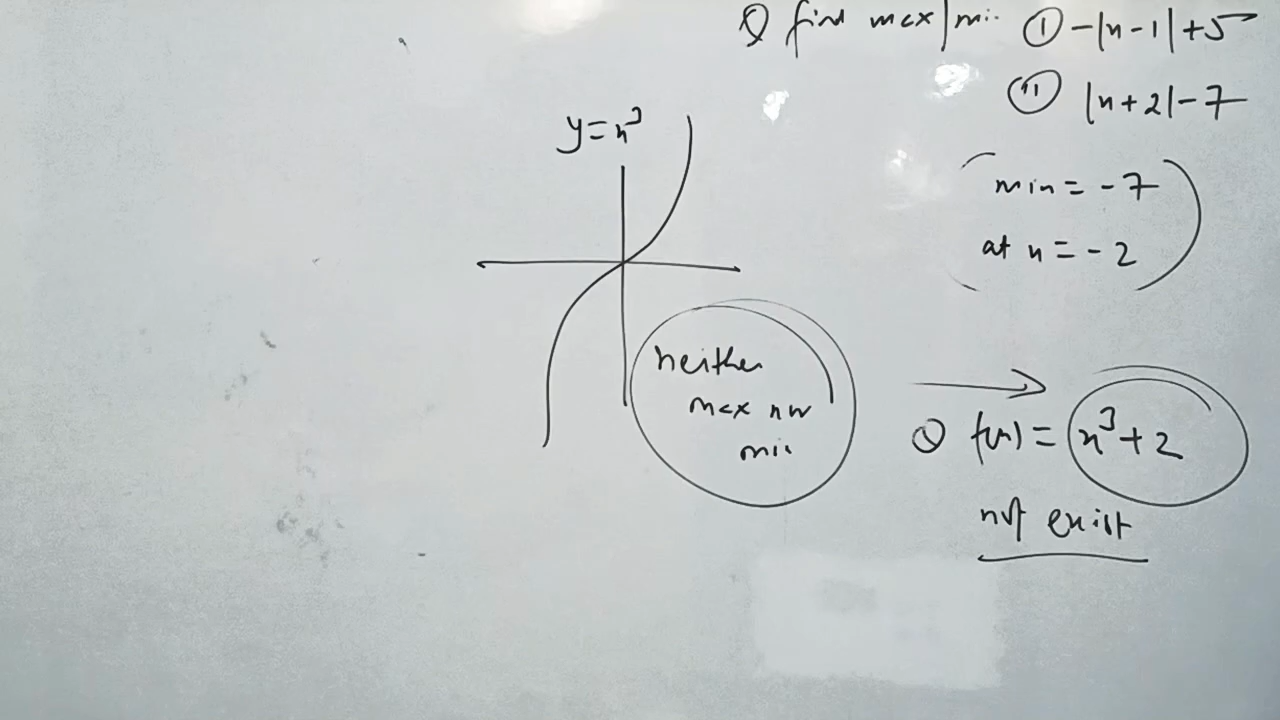 Q find max/min ① -|x-1|+5
② |x+2|-7
y=x³
(min = -7
at x = -2)
neither
max nor
min
Q f(x) = x³+2
not exist